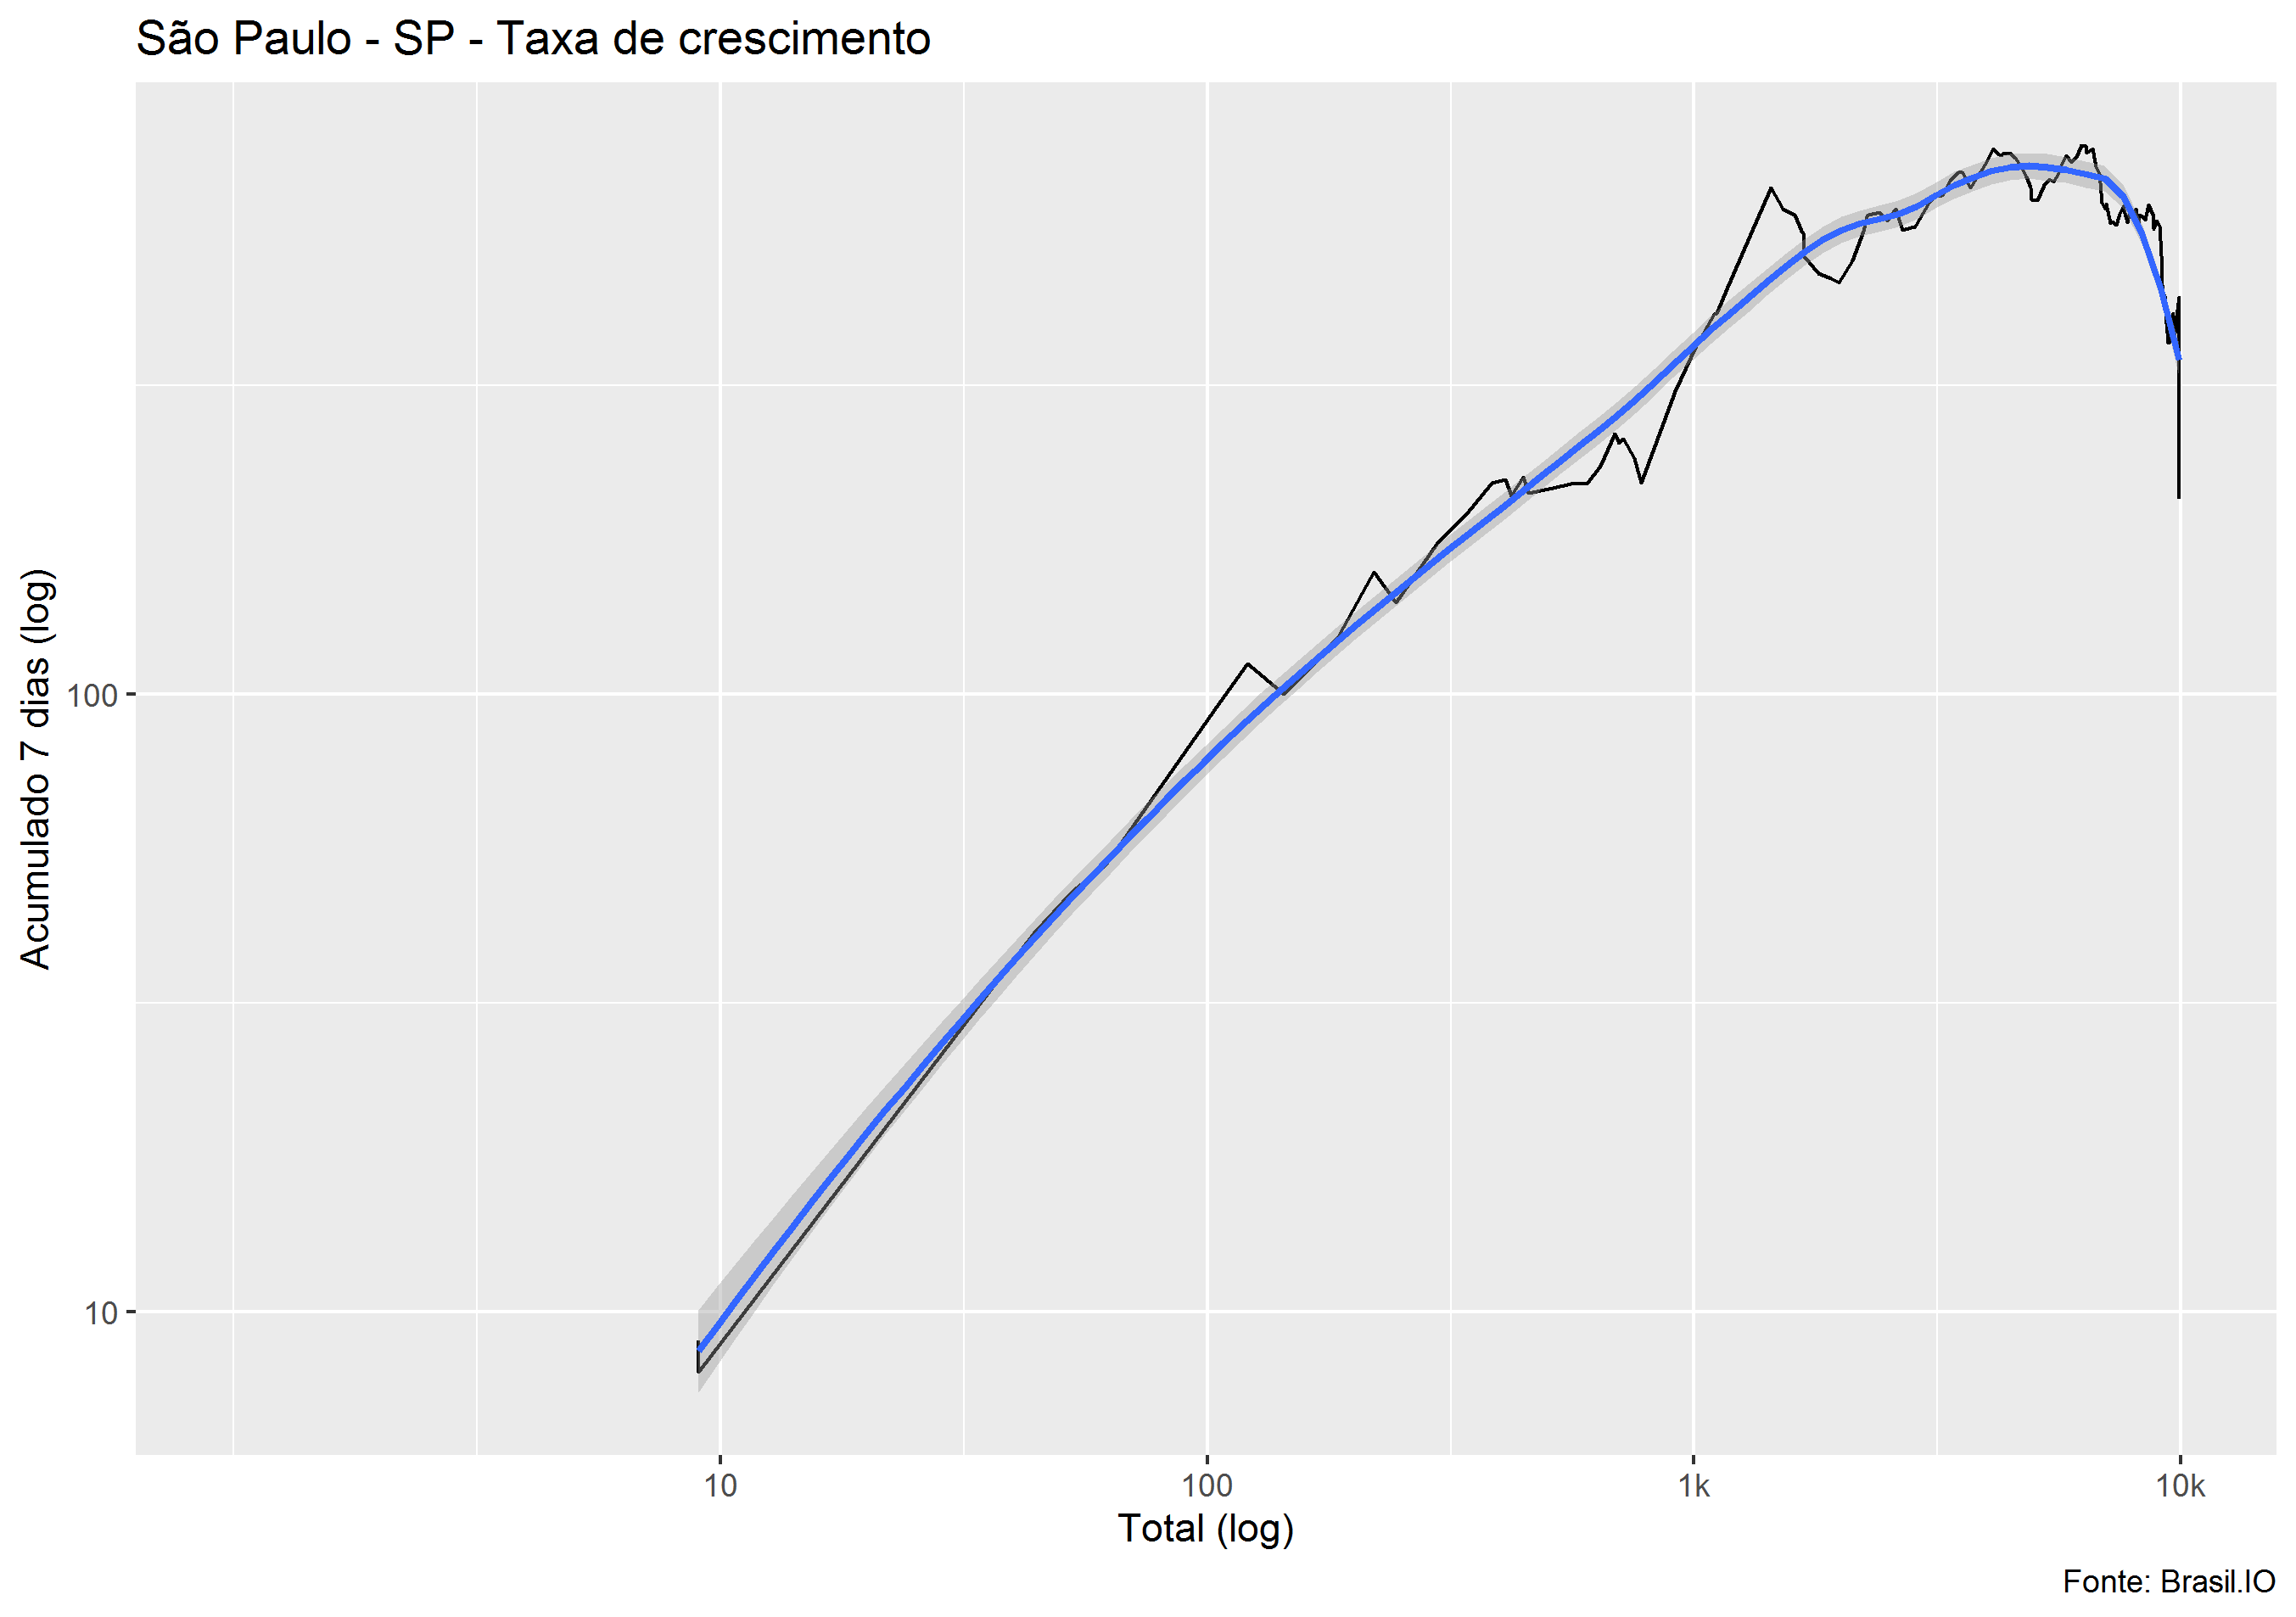 São Paulo - SP - Taxa de crescimento
Acumulado 7 dias (log)
100
10
10
100
1k
10k
Total (log)
Fonte: Brasil.IO